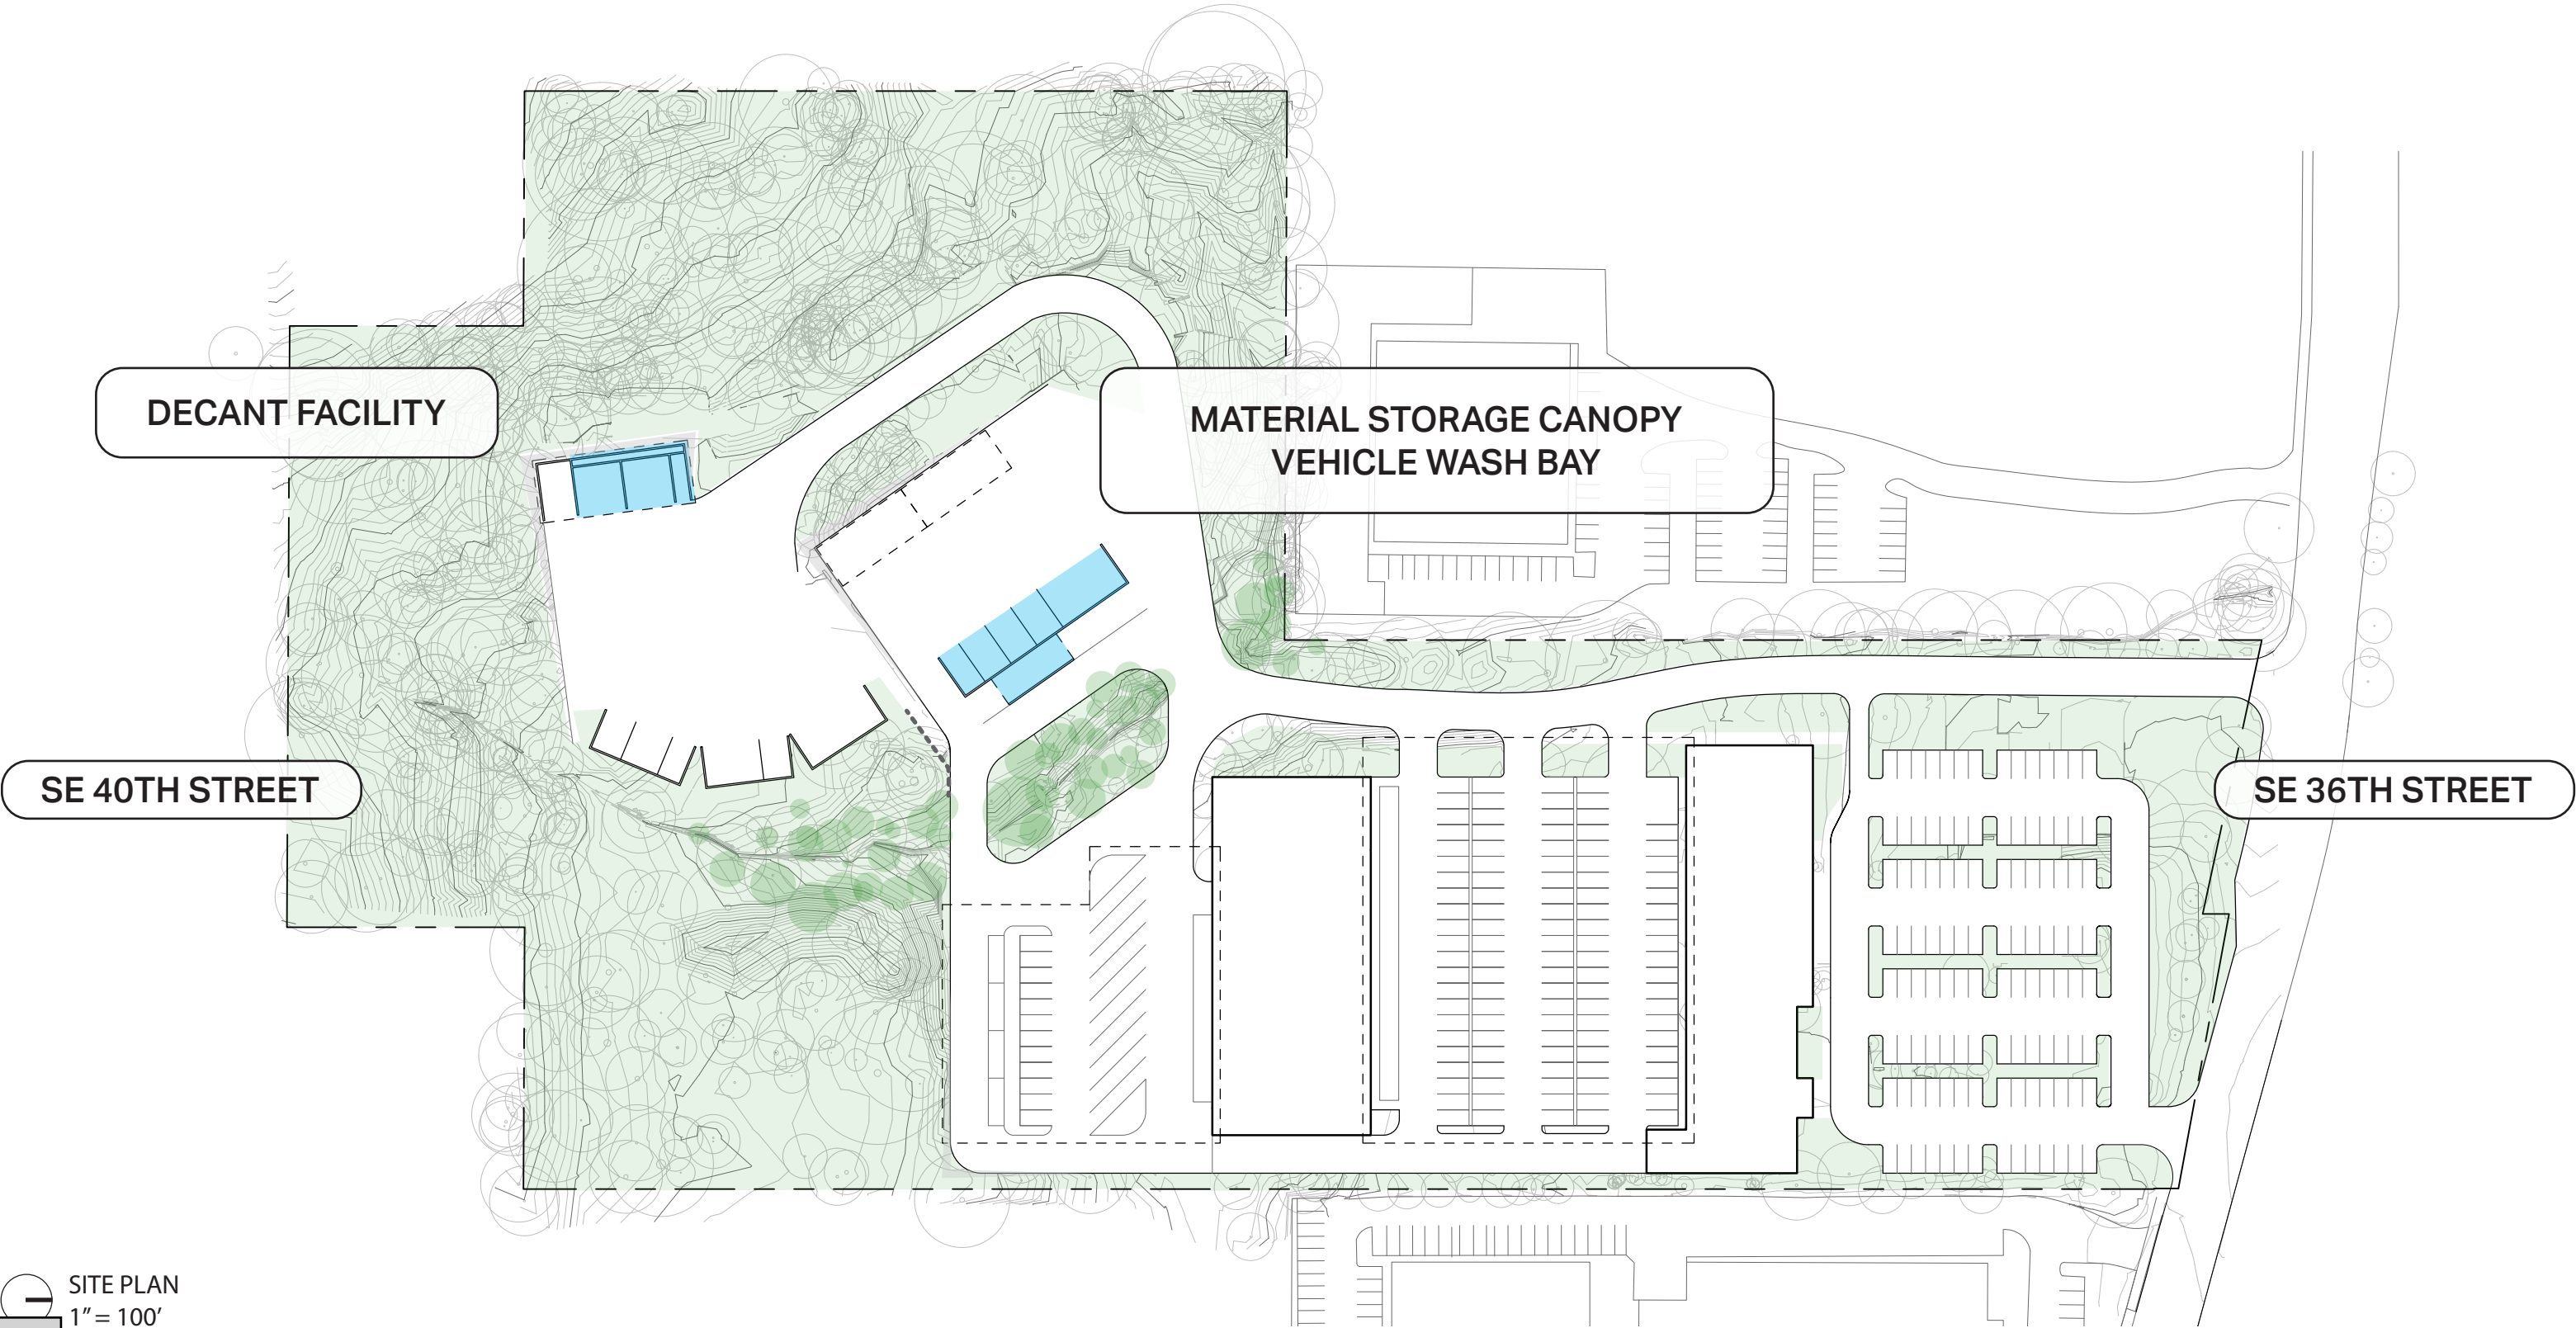 DECANT FACILITY
MATERIAL STORAGE CANOPY
VEHICLE WASH BAY
SE 40TH STREET
SE 36TH STREET
SITE PLAN
1” = 100’